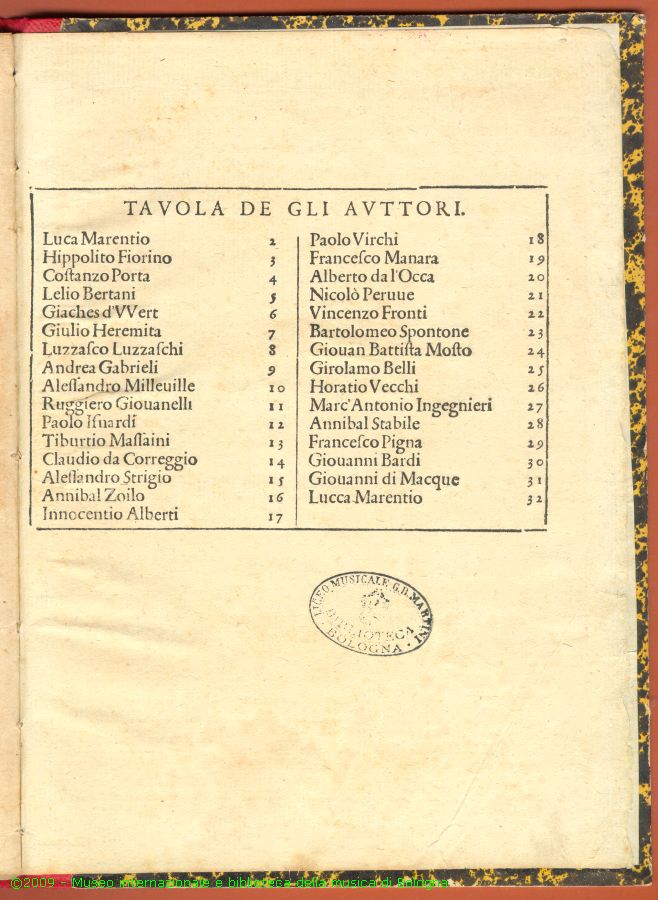 TAVOLA DE GLI AVTTORI.
Luca Marentio 2
Hippolito Fiorino 3
Coſtanzo Porta 4
Lelio Bertani 5
Giaches d'VVert 6
Giulio Heremita 7
Luzzaſco Luzzaſchi 8
Andrea Gabrieli 9
Aleſſandro Milleuille 10
Ruggiero Giouanelli 11
Paolo Iſnardi 12
Tiburtio Maſſaini 13
Claudio da Correggio 14
Aleſſandro Strigio 15
Annibal Zoilo 16
Innocentio Alberti 17
Paolo Virchi 18
Franceſco Manara 19
Alberto da l'Occa 20
Nicolò Peruue 21
Vincenzo Fronti 22
Bartolomeo Spontone 23
Giouan Battiſta Moſto 24
Girolamo Belli 25
Horatio Vecchi 26
Marc'Antonio Ingegnieri 27
Annibal Stabile 28
Franceſco Pigna 29
Giouanni Bardi 30
Giouanni di Macque 31
Lucca Marentio 32
LICEO MUSICALE G.B. MARTINI
BIBLIOTECA
BOLOGNA
©2009 - Museo internazionale e biblioteca della musica di Bologna